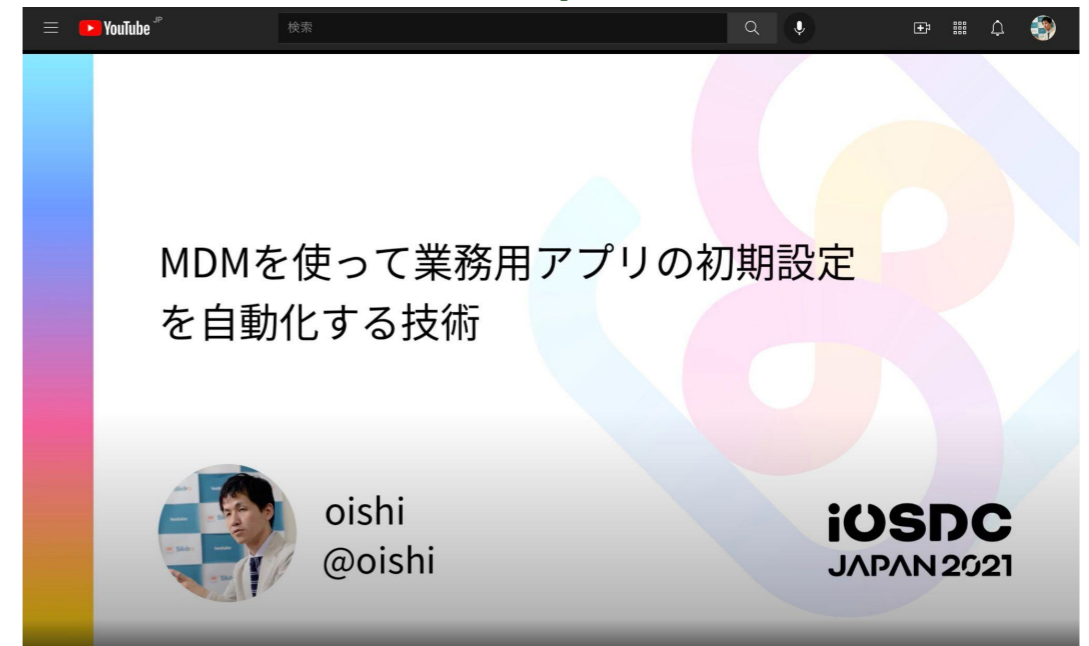 YouTube JP
検索
MDMを使って業務用アプリの初期設定
を自動化する技術
oishi
@oishi
iOSDC
JAPAN 2021